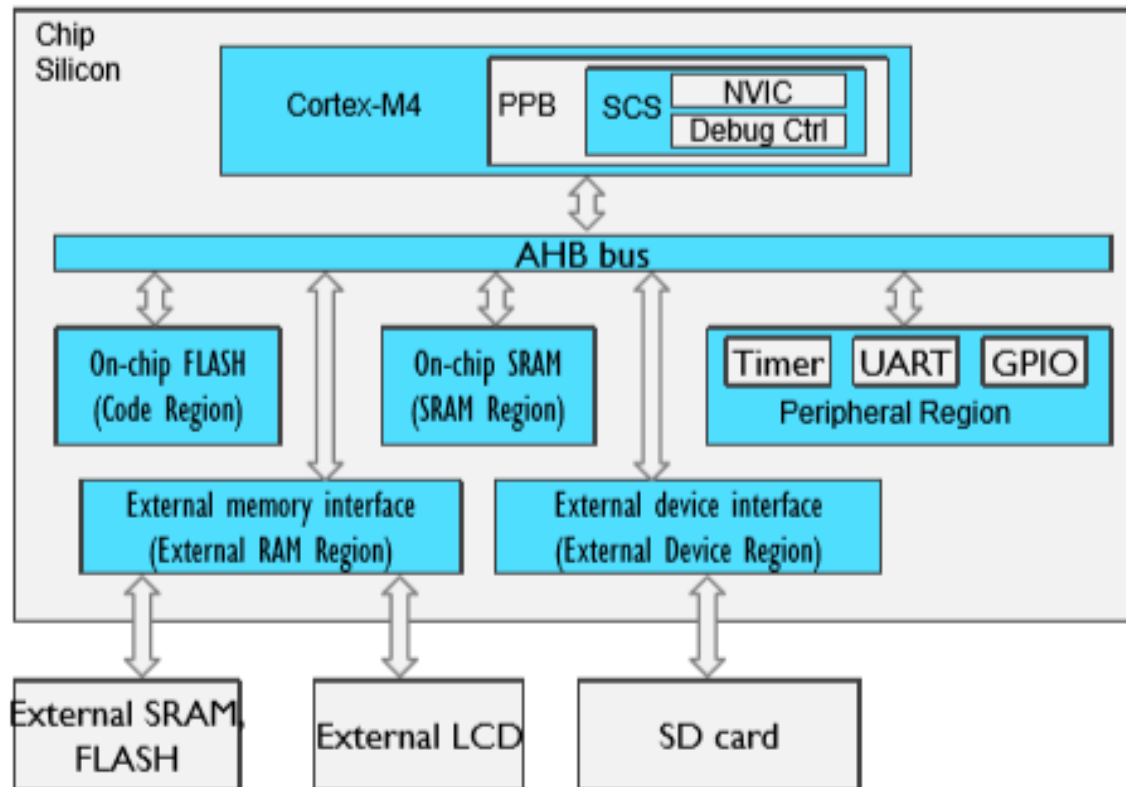 Chip
Silicon
Cortex-M4
PPB
SCS
NVIC
Debug Ctrl
AHB bus
On-chip FLASH
(Code Region)
On-chip SRAM
(SRAM Region)
Timer
UART
GPIO
Peripheral Region
External memory interface
(External RAM Region)
External device interface
(External Device Region)
External SRAM,
FLASH
External LCD
SD card